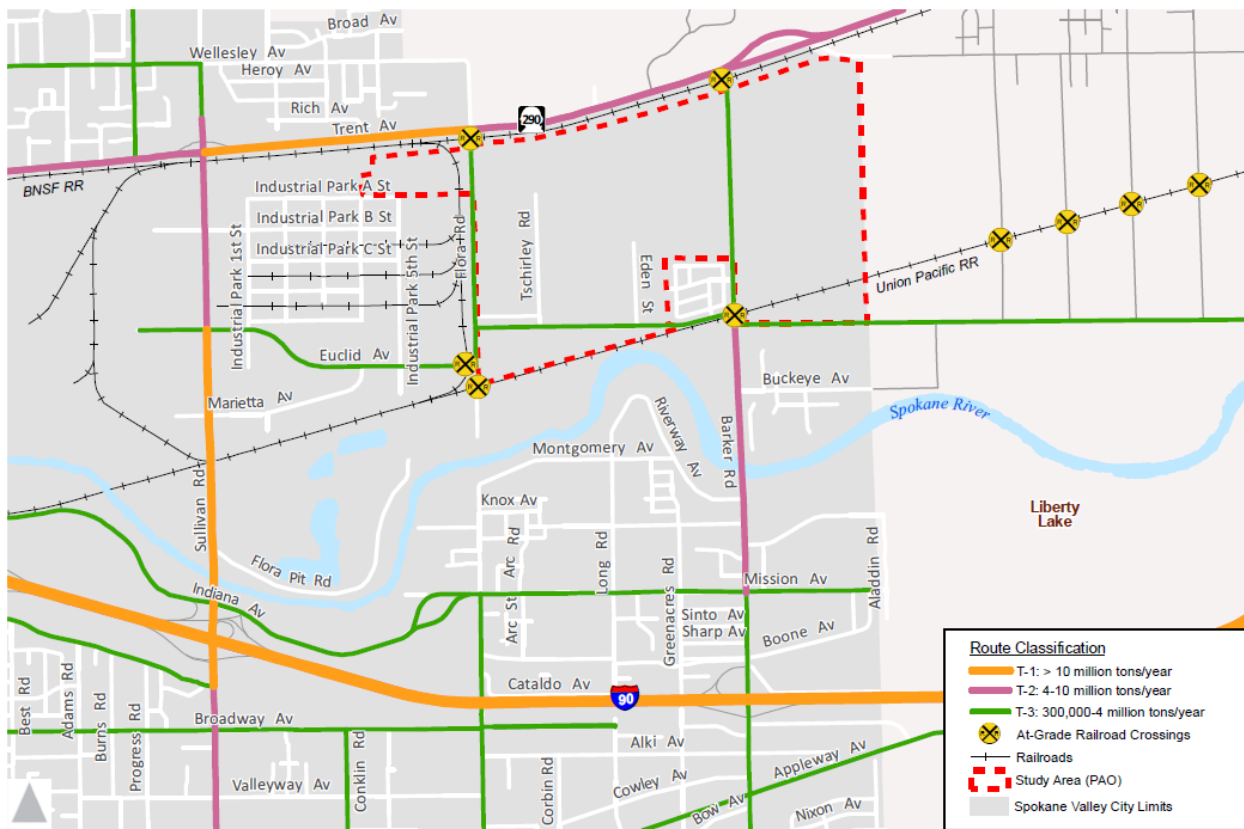 Broad Av
Wellesley Av
Heroy Av
Rich Av
Trent Av
290
BNSF RR
Industrial Park A St
Industrial Park B St
Industrial Park C St
Industrial Park 1st St
Industrial Park 5th St
Flora Rd
Tschirley Rd
Eden St
Union Pacific RR
Euclid Av
Marietta Av
Buckeye Av
Spokane River
Riverway Av
Barker Rd
Montgomery Av
Sullivan Rd
Knox Av
Liberty
Lake
Flora Pit Rd
Indiana Av
Arc St
Arc Rd
Long Rd
Greenacres Rd
Mission Av
Aladdin Rd
Sinto Av
Sharp Av
Boone Av
Cataldo Av
90
Best Rd
Adams Rd
Burns Rd
Progress Rd
Broadway Av
Conklin Rd
Corbin Rd
Valleyway Av
Alki Av
Cowley Av
Appleway Av
Bow Av
Nixon Av
Route Classification
T-1: > 10 million tons/year
T-2: 4-10 million tons/year
T-3: 300,000-4 million tons/year
At-Grade Railroad Crossings
Railroads
Study Area (PAO)
Spokane Valley City Limits